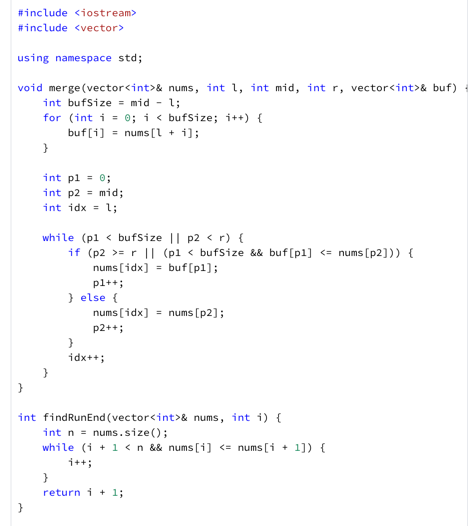 #include <iostream>
#include <vector>

using namespace std;

void merge(vector<int>& nums, int l, int mid, int r, vector<int>& buf) {
    int bufSize = mid - l;
    for (int i = 0; i < bufSize; i++) {
        buf[i] = nums[l + i];
    }

    int p1 = 0;
    int p2 = mid;
    int idx = l;

    while (p1 < bufSize || p2 < r) {
        if (p2 >= r || (p1 < bufSize && buf[p1] <= nums[p2])) {
            nums[idx] = buf[p1];
            p1++;
        } else {
            nums[idx] = nums[p2];
            p2++;
        }
        idx++;
    }
}

int findRunEnd(vector<int>& nums, int i) {
    int n = nums.size();
    while (i + 1 < n && nums[i] <= nums[i + 1]) {
        i++;
    }
    return i + 1;
}